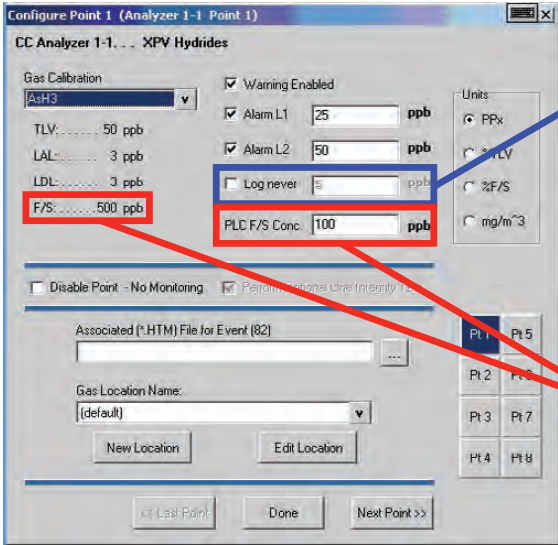 Configure Point 1 (Analyzer 1-1 Point 1)
CC Analyzer 1-1. . . XPV Hydrides
Gas Calibration
AsH3
TLV:. . . . . . 50 ppb
LAL:. . . . . . 3 ppb
LDL:. . . . . . 3 ppb
F/S:. . . . . .500 ppb
Warning Enabled
Alarm L1 25 ppb
Alarm L2 50 ppb
Log never 5 ppb
PLC F/S Conc. 100 ppb
Units
PPx
%F/S
mg/m^3
Disable Point - No Monitoring
Associated (*.HTM) File for Event (82)
...
Gas Location Name:
(default)
New Location
Edit Location
Pt 1 Pt 5
Pt 2
Pt 3 Pt 7
Pt 4 Pt 8
<< Last Point
Done
Next Point >>